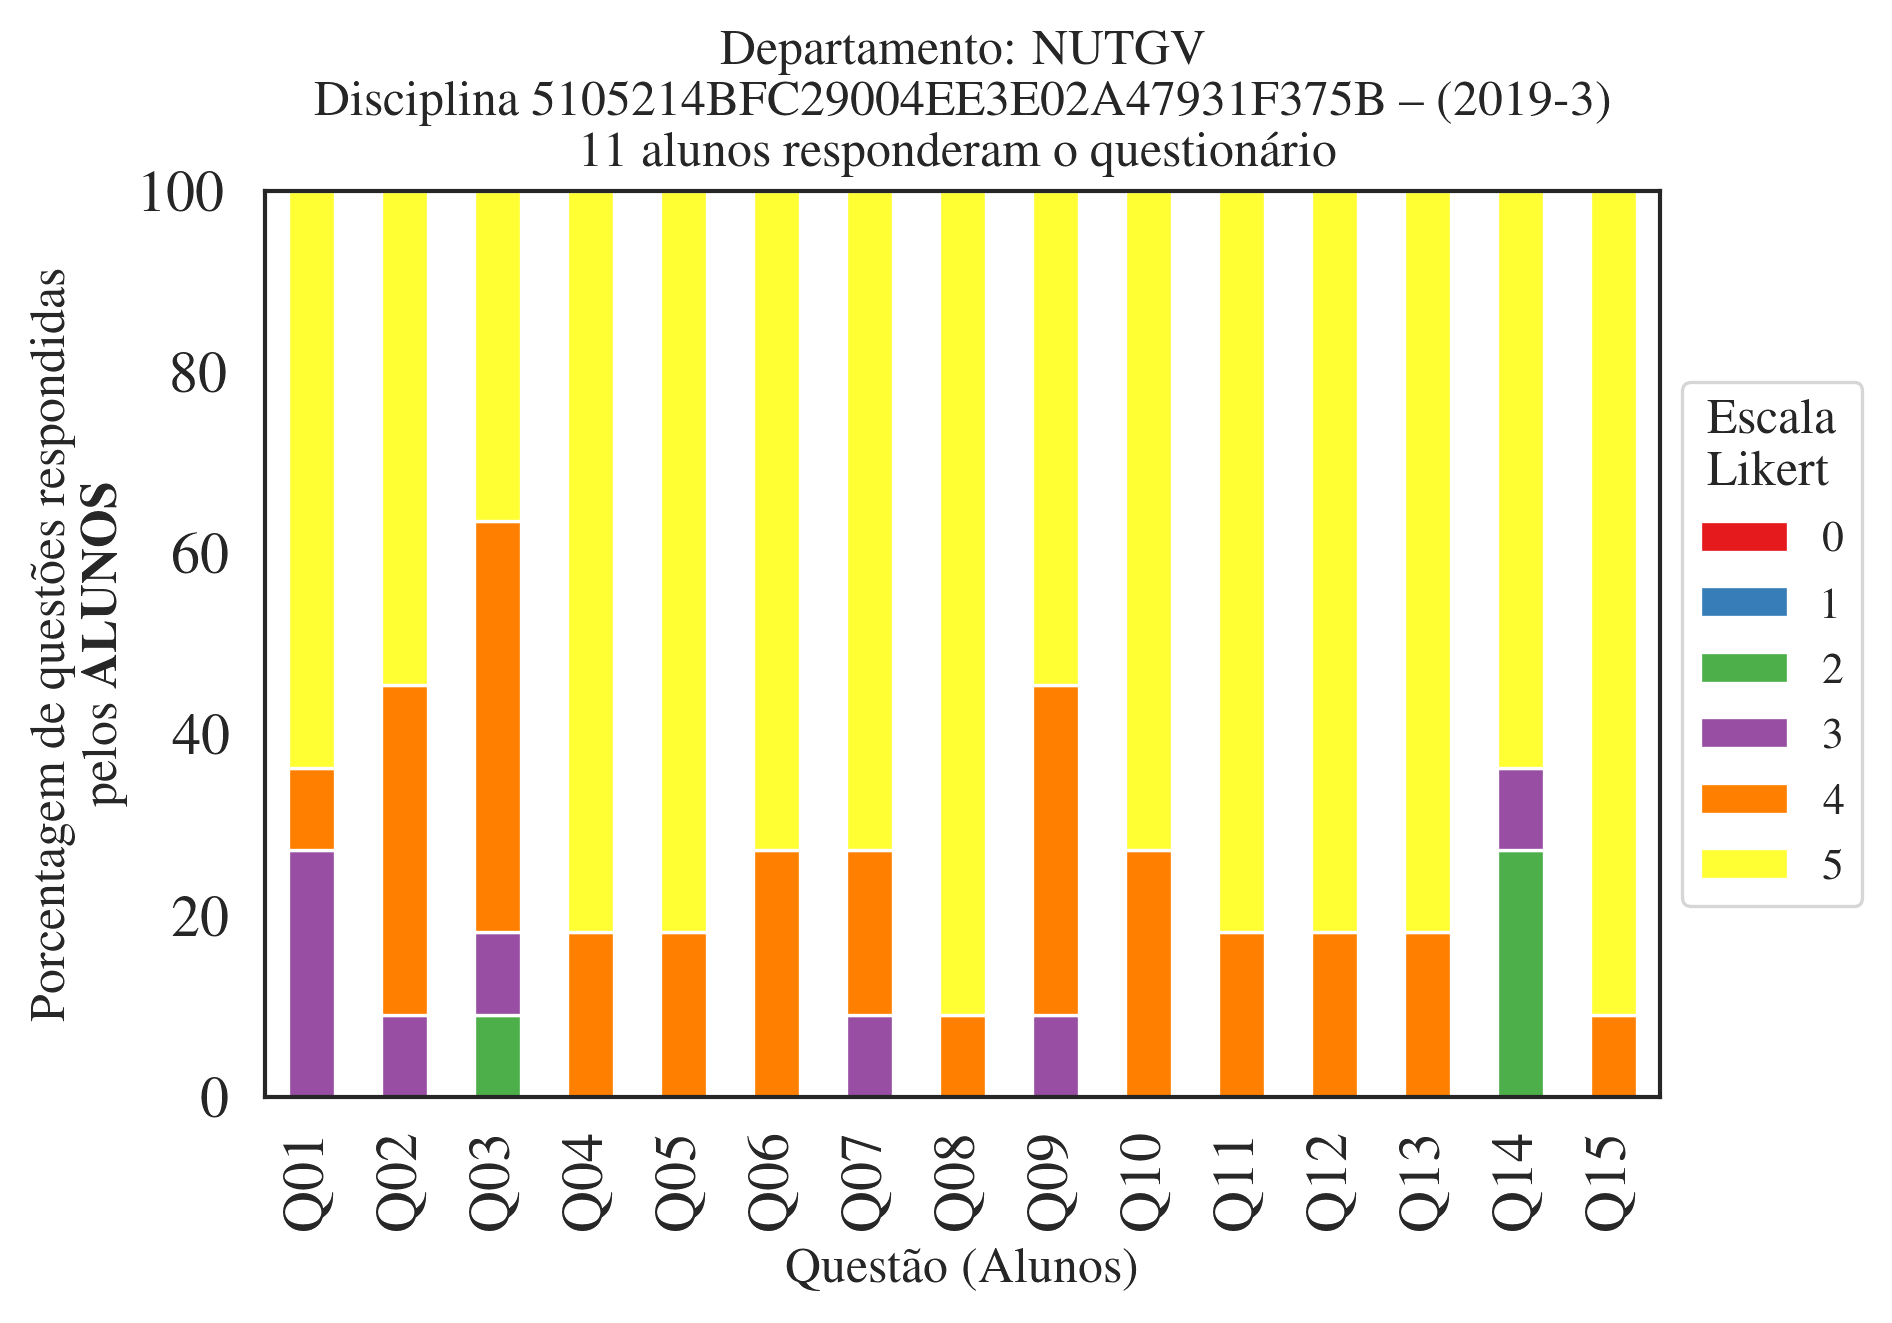 Departamento: NUTGV
Disciplina 5105214BFC29004EE3E02A47931F375B – (2019-3)
11 alunos responderam o questionário
Porcentagem de questões respondidas
pelos ALUNOS
100
80
60
40
20
0
Q01
Q02
Q03
Q04
Q05
Q06
Q07
Q08
Q09
Q10
Q11
Q12
Q13
Q14
Q15
Questão (Alunos)
Escala
Likert
0
1
2
3
4
5